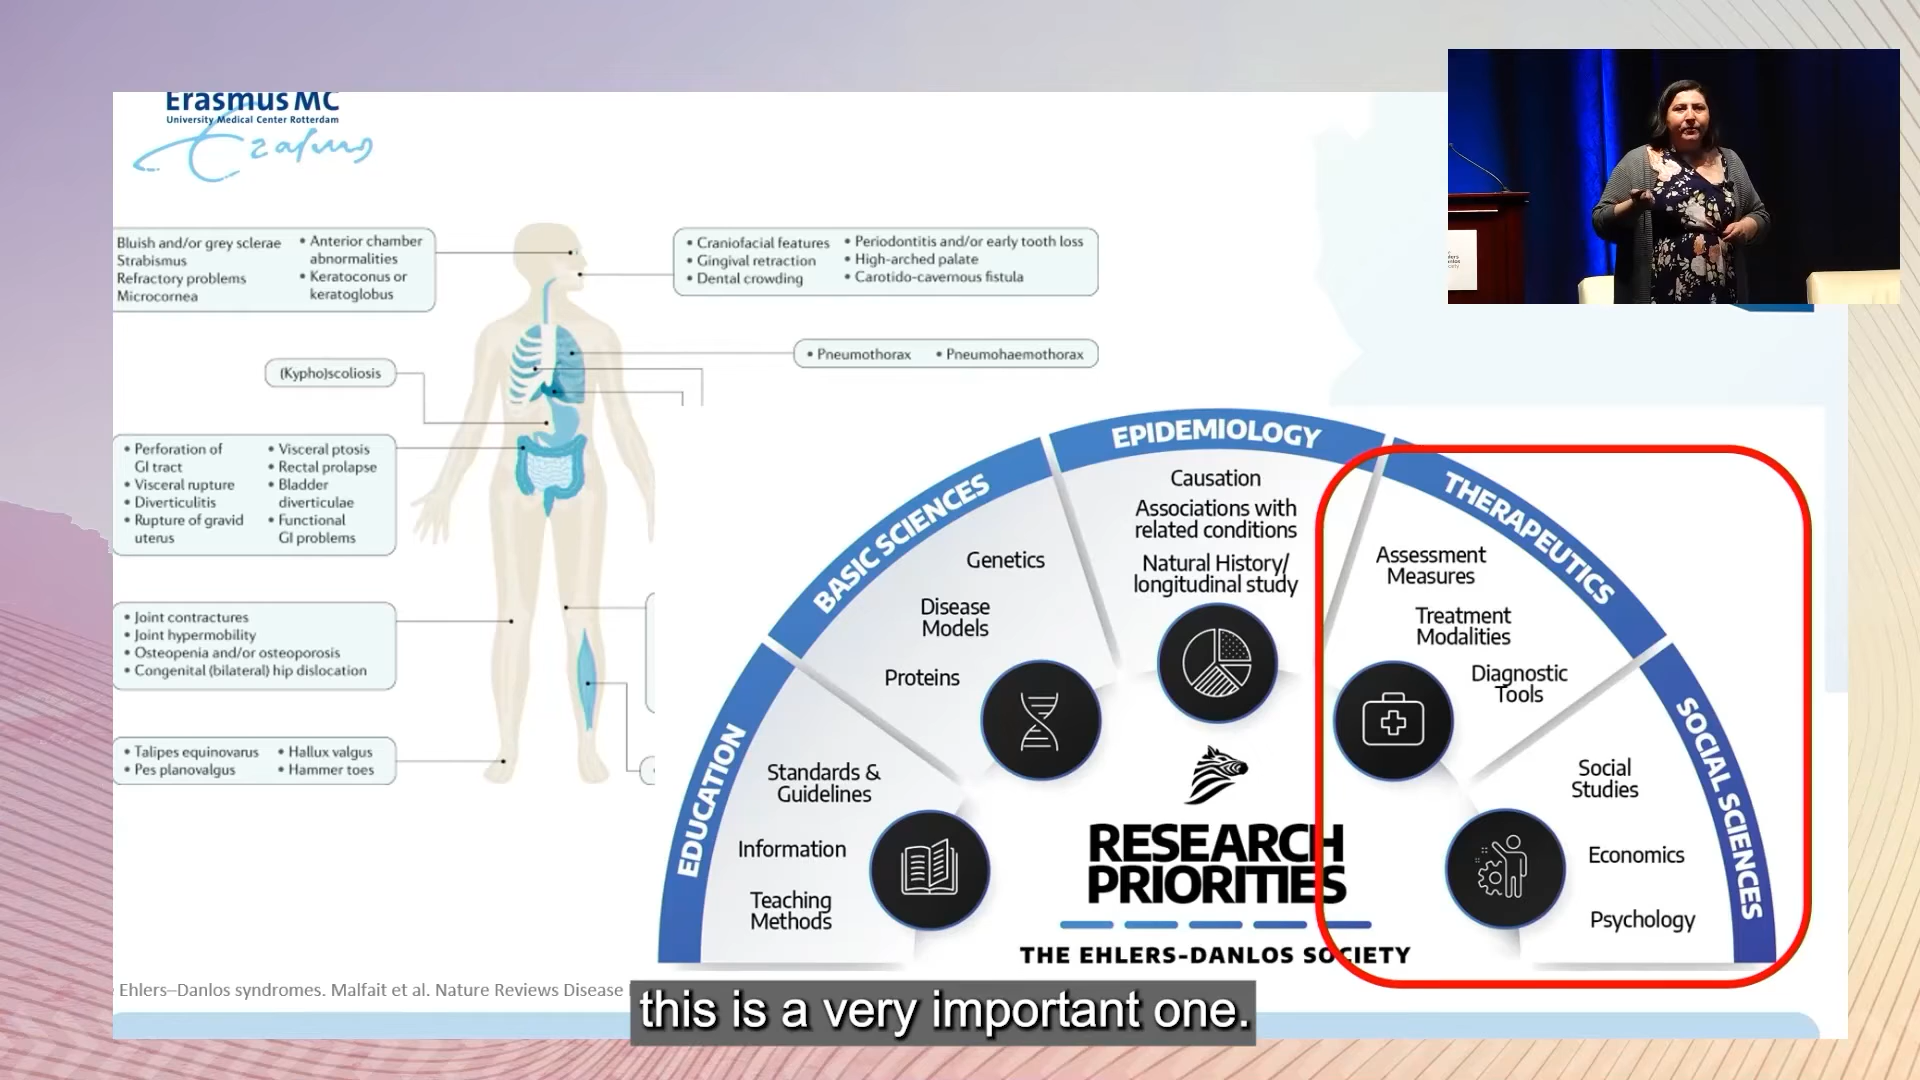 Erasmus MC
University Medical Center Rotterdam
Erasmus
Bluish and/or grey sclerae
Strabismus
Refractory problems
Microcornea
• Anterior chamber
abnormalities
• Keratoconus or
keratoglobus
• Craniofacial features
• Gingival retraction
• Dental crowding
• Periodontitis and/or early tooth loss
• High-arched palate
• Carotido-cavernous fistula
• Pneumothorax
• Pneumohaemothorax
(Kypho)scoliosis
• Perforation of
GI tract
• Visceral rupture
• Diverticulitis
• Rupture of gravid
uterus
• Visceral ptosis
• Rectal prolapse
• Bladder
diverticulae
• Functional
GI problems
• Joint contractures
• Joint hypermobility
• Osteopenia and/or osteoporosis
• Congenital (bilateral) hip dislocation
• Talipes equinovarus
• Pes planovalgus
• Hallux valgus
• Hammer toes
EDUCATION
Standards &
Guidelines
Information
Teaching
Methods
BASIC SCIENCES
Genetics
Disease
Models
Proteins
EPIDEMIOLOGY
Causation
Associations with
related conditions
Natural History/
longitudinal study
THERAPEUTICS
Assessment
Measures
Treatment
Modalities
Diagnostic
Tools
SOCIAL SCIENCES
Social
Studies
Economics
Psychology
RESEARCH
PRIORITIES
THE EHLERS-DANLOS SOCIETY
Ehlers–Danlos syndromes. Malfait et al. Nature Reviews Disease
this is a very important one.